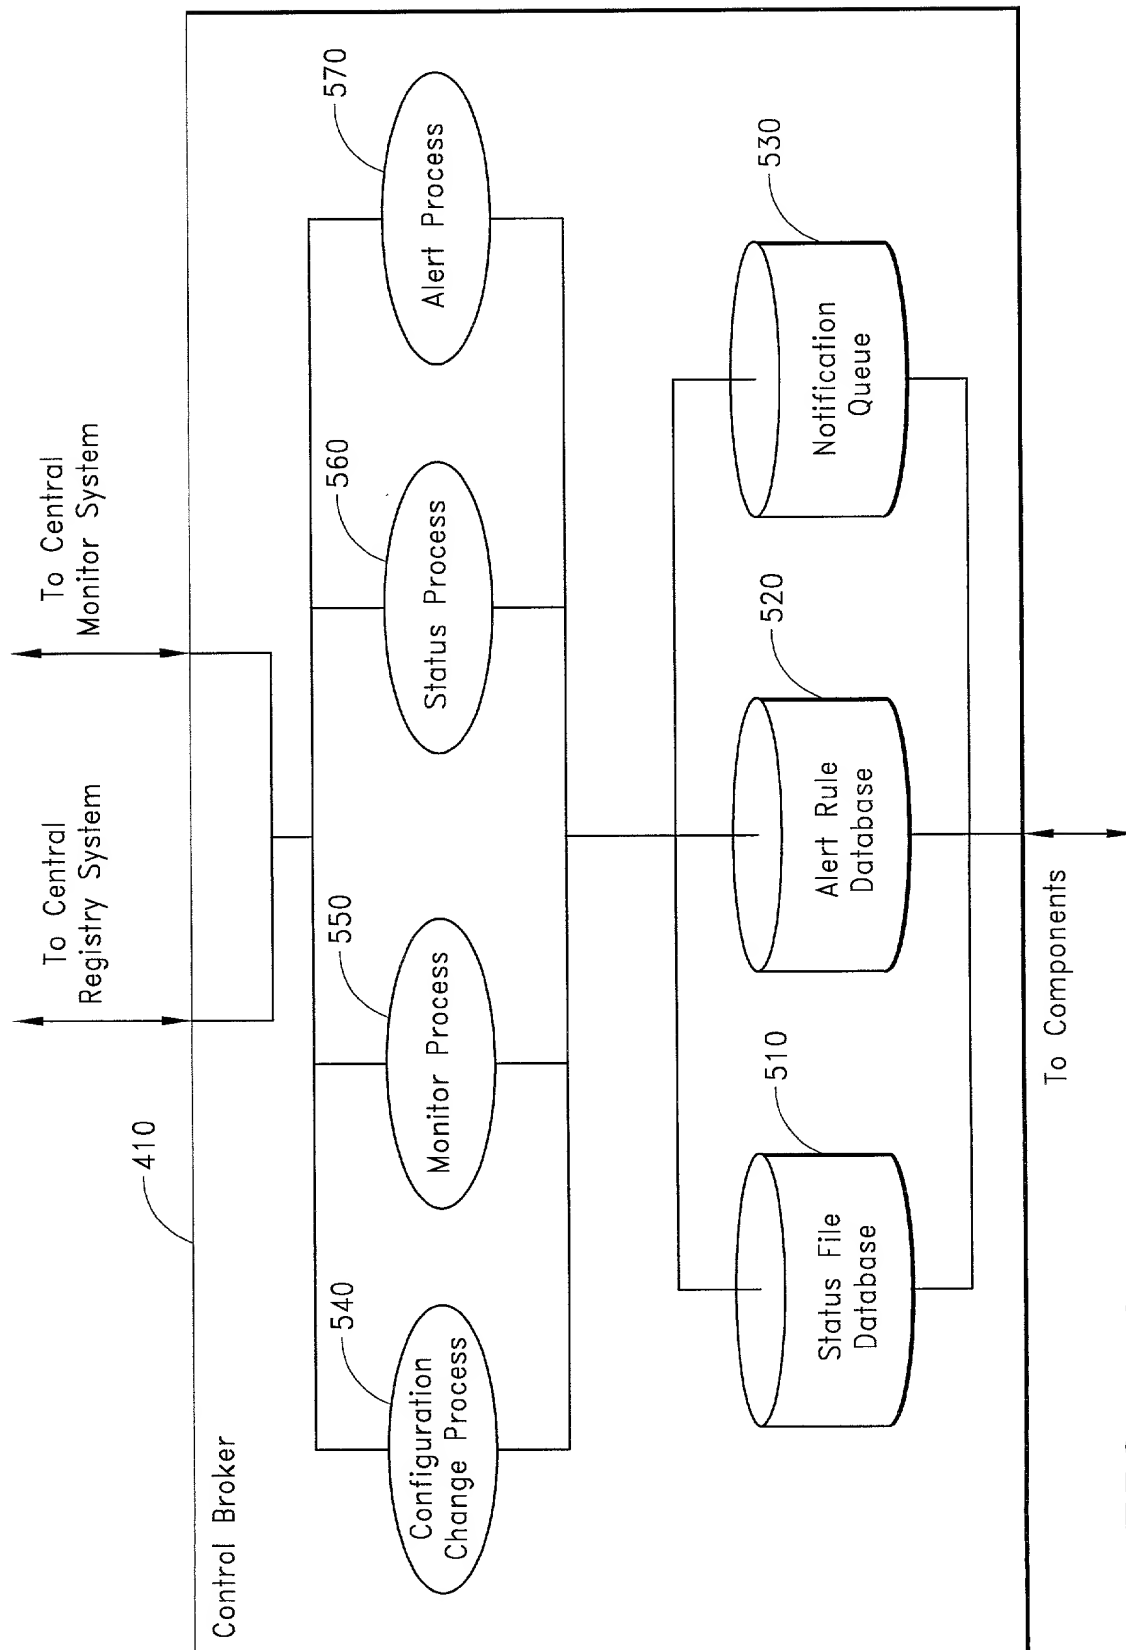 To Central
Registry System
To Central
Monitor System
410
Control Broker
540
550
560
570
Configuration
Change Process
Monitor Process
Status Process
Alert Process
510
520
530
Status File
Database
Alert Rule
Database
Notification
Queue
To Components